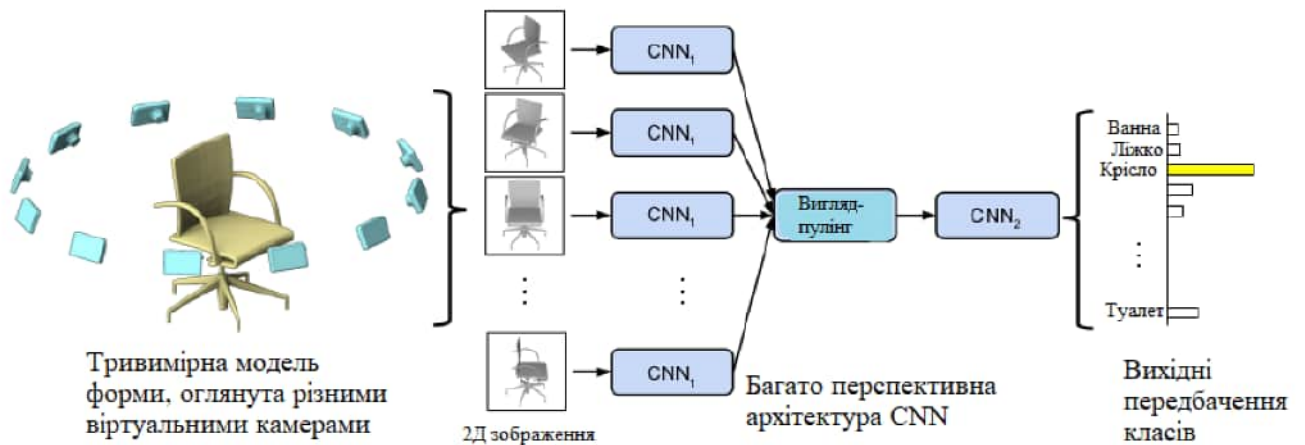 CNN₁
CNN₁
CNN₁
CNN₁
Вигляд-
пулінг
CNN₂
Ванна
Ліжко
Крісло
Туалет
Тривимірна модель
форми, оглянута різними
віртуальними камерами
2Д зображення
Багато перспективна
архітектура CNN
Вихідні
передбачення
класів